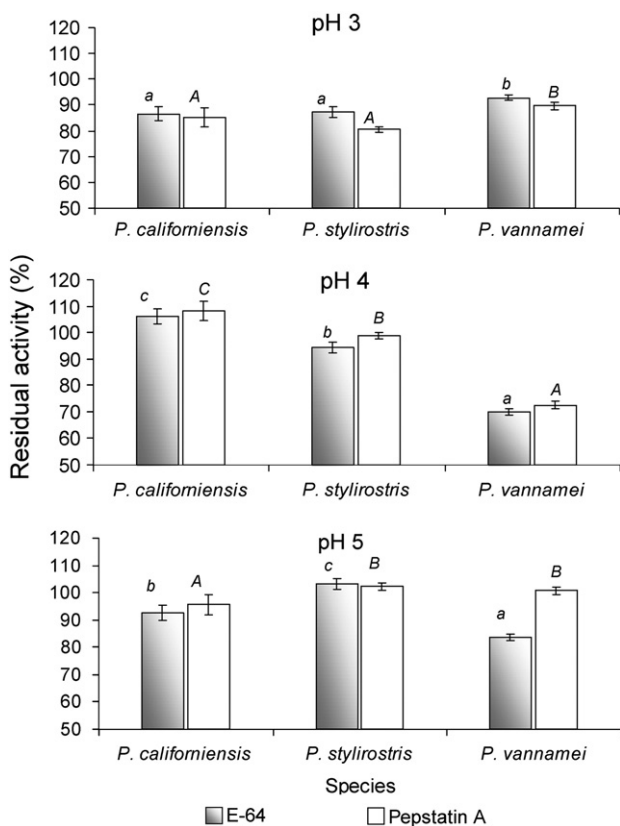 pH 3
120
110
100
90
80
70
60
50
a A a A b B
P. californiensis P. stylirostris P. vannamei
Residual activity (%)
pH 4
120
110
100
90
80
70
60
50
c C b B a A
P. californiensis P. stylirostris P. vannamei
pH 5
120
110
100
90
80
70
60
50
b A c B a B
P. californiensis P. stylirostris P. vannamei
Species
E-64 Pepstatin A